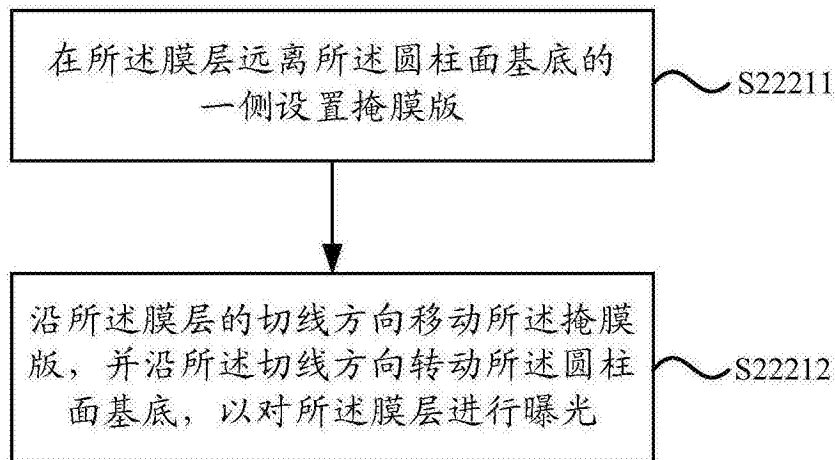 在所述膜层远离所述圆柱面基底的
一侧设置掩膜版
S22211
沿所述膜层的切线方向移动所述掩膜
版，并沿所述切线方向转动所述圆柱
面基底，以对所述膜层进行曝光
S22212